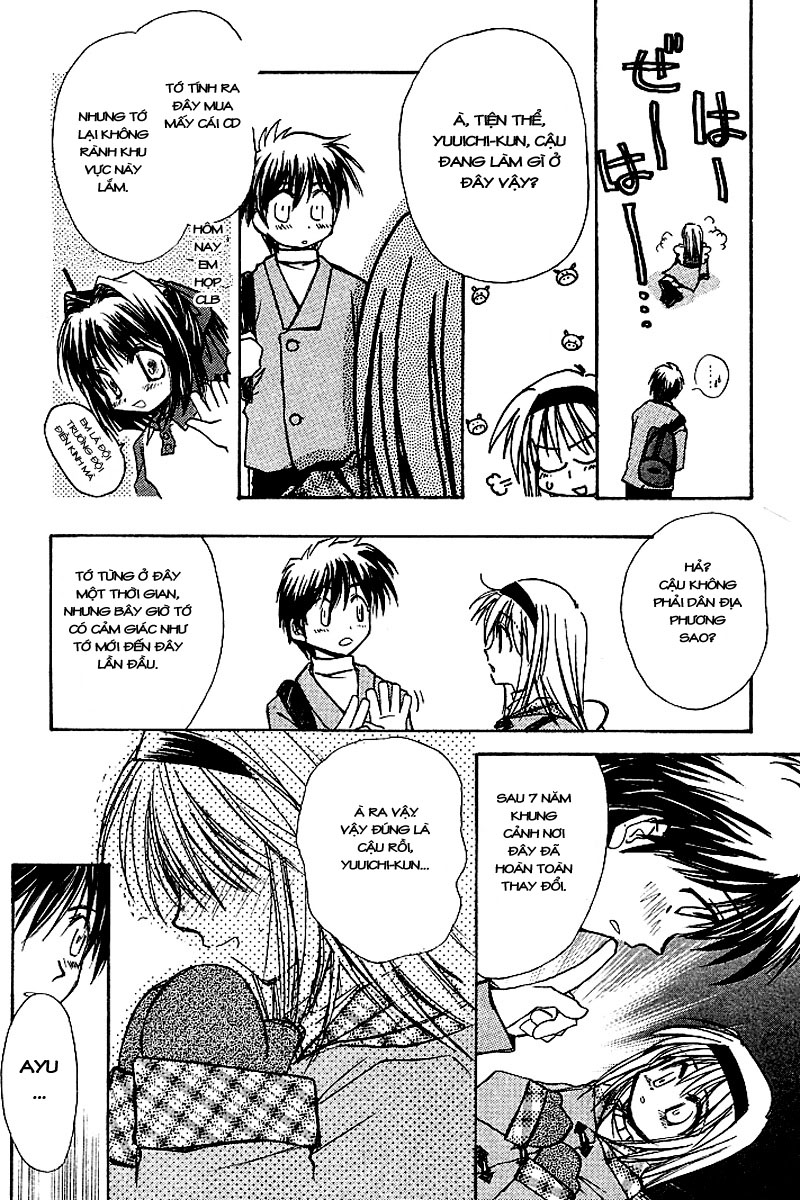 ぜーはー
はー…
……
À, TIỆN THỂ,
YUUICHI-KUN, CẬU
ĐANG LÀM GÌ Ở
ĐÂY VẬY?
TỚ TÍNH RA
ĐÂY MUA
MẤY CÁI CD
NHƯNG TỚ
LẠI KHÔNG
RÀNH KHU
VỰC NÀY
LẮM.
HÔM
NAY
EM
HỌP
CLB
EM LÀ ĐỘI
TRƯỞNG ĐỘI
ĐIỀN KINH MÀ
HẢ?
CẬU KHÔNG
PHẢI DÂN ĐỊA
PHƯƠNG
SAO?
TỚ TỪNG Ở ĐÂY
MỘT THỜI GIAN,
NHƯNG BÂY GIỜ TỚ
CÓ CẢM GIÁC NHƯ
TỚ MỚI ĐẾN ĐÂY
LẦN ĐẦU.
SAU 7 NĂM
KHUNG
CẢNH NƠI
ĐÂY ĐÃ
HOÀN TOÀN
THAY ĐỔI.
À RA VẬY.
VẬY ĐÚNG LÀ
CẬU RỒI,
YUUICHI-KUN...
AYU
...